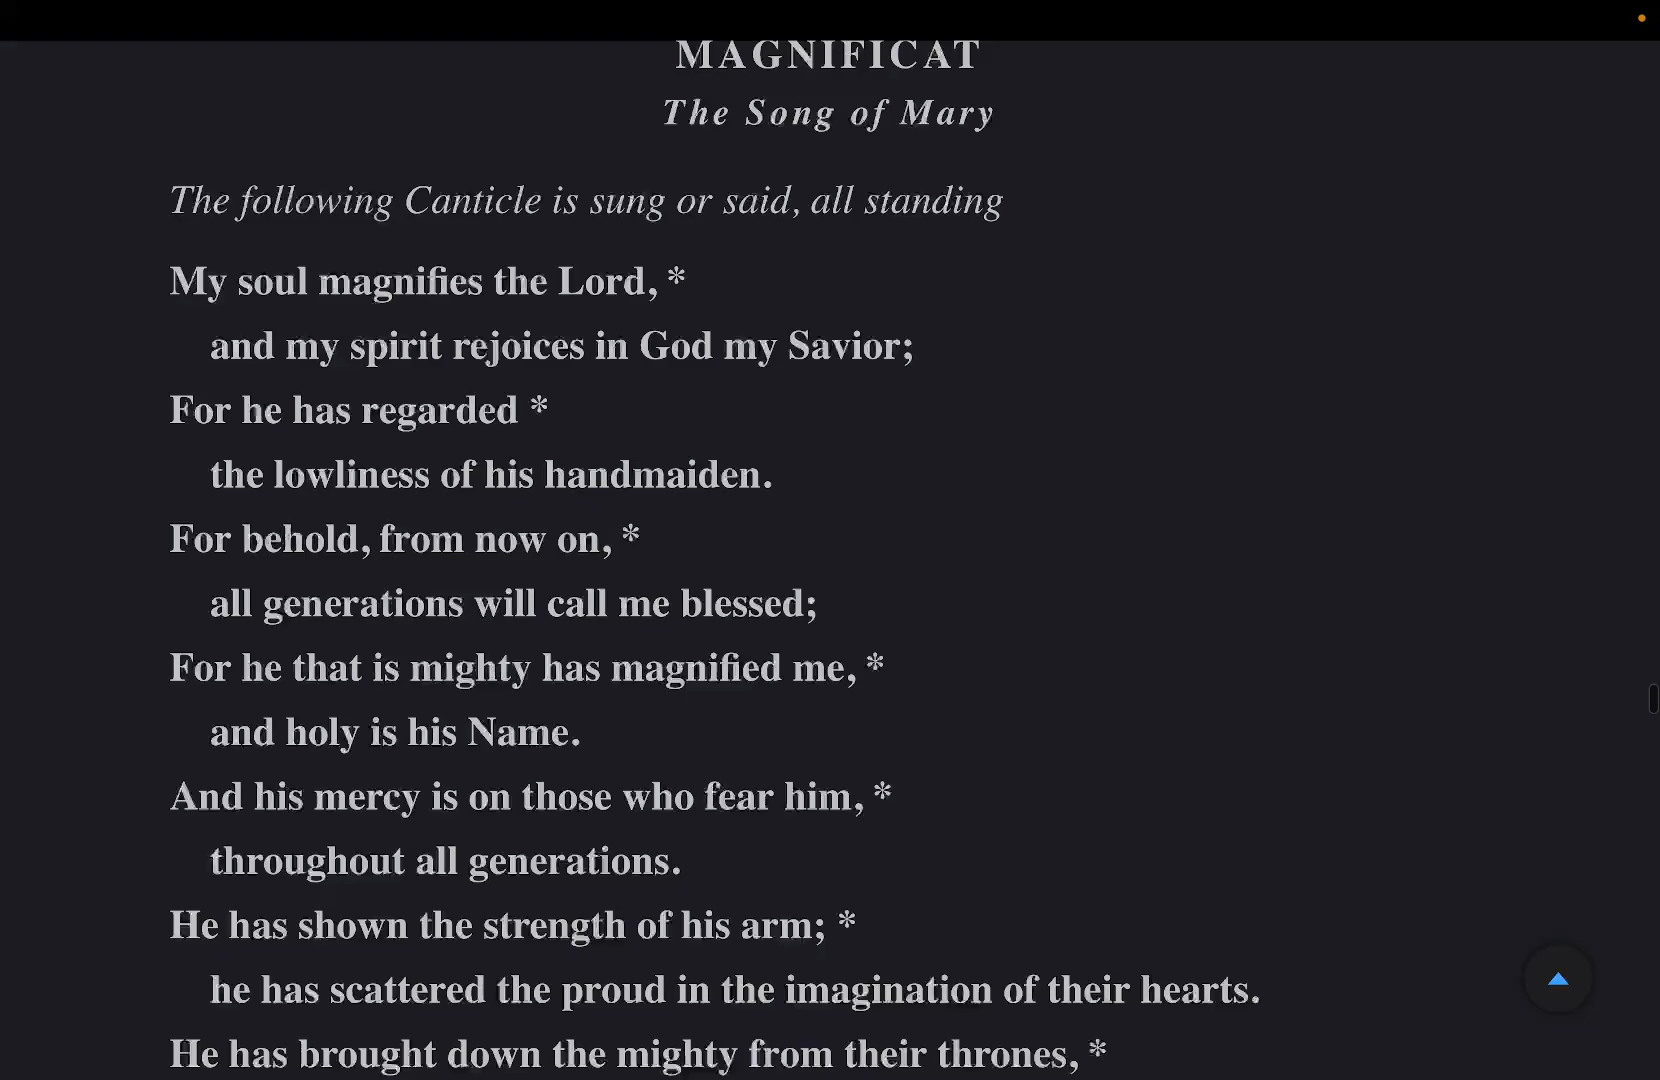 MAGNIFICAT
The Song of Mary
The following Canticle is sung or said, all standing
My soul magnifies the Lord, *
and my spirit rejoices in God my Savior;
For he has regarded *
the lowliness of his handmaiden.
For behold, from now on, *
all generations will call me blessed;
For he that is mighty has magnified me, *
and holy is his Name.
And his mercy is on those who fear him, *
throughout all generations.
He has shown the strength of his arm; *
he has scattered the proud in the imagination of their hearts.
He has brought down the mighty from their thrones, *